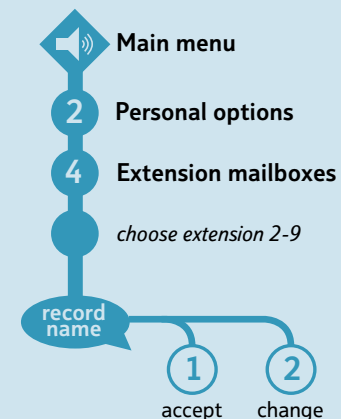 Main menu
2 Personal options
4 Extension mailboxes
choose extension 2-9
record
name
1 2
accept change